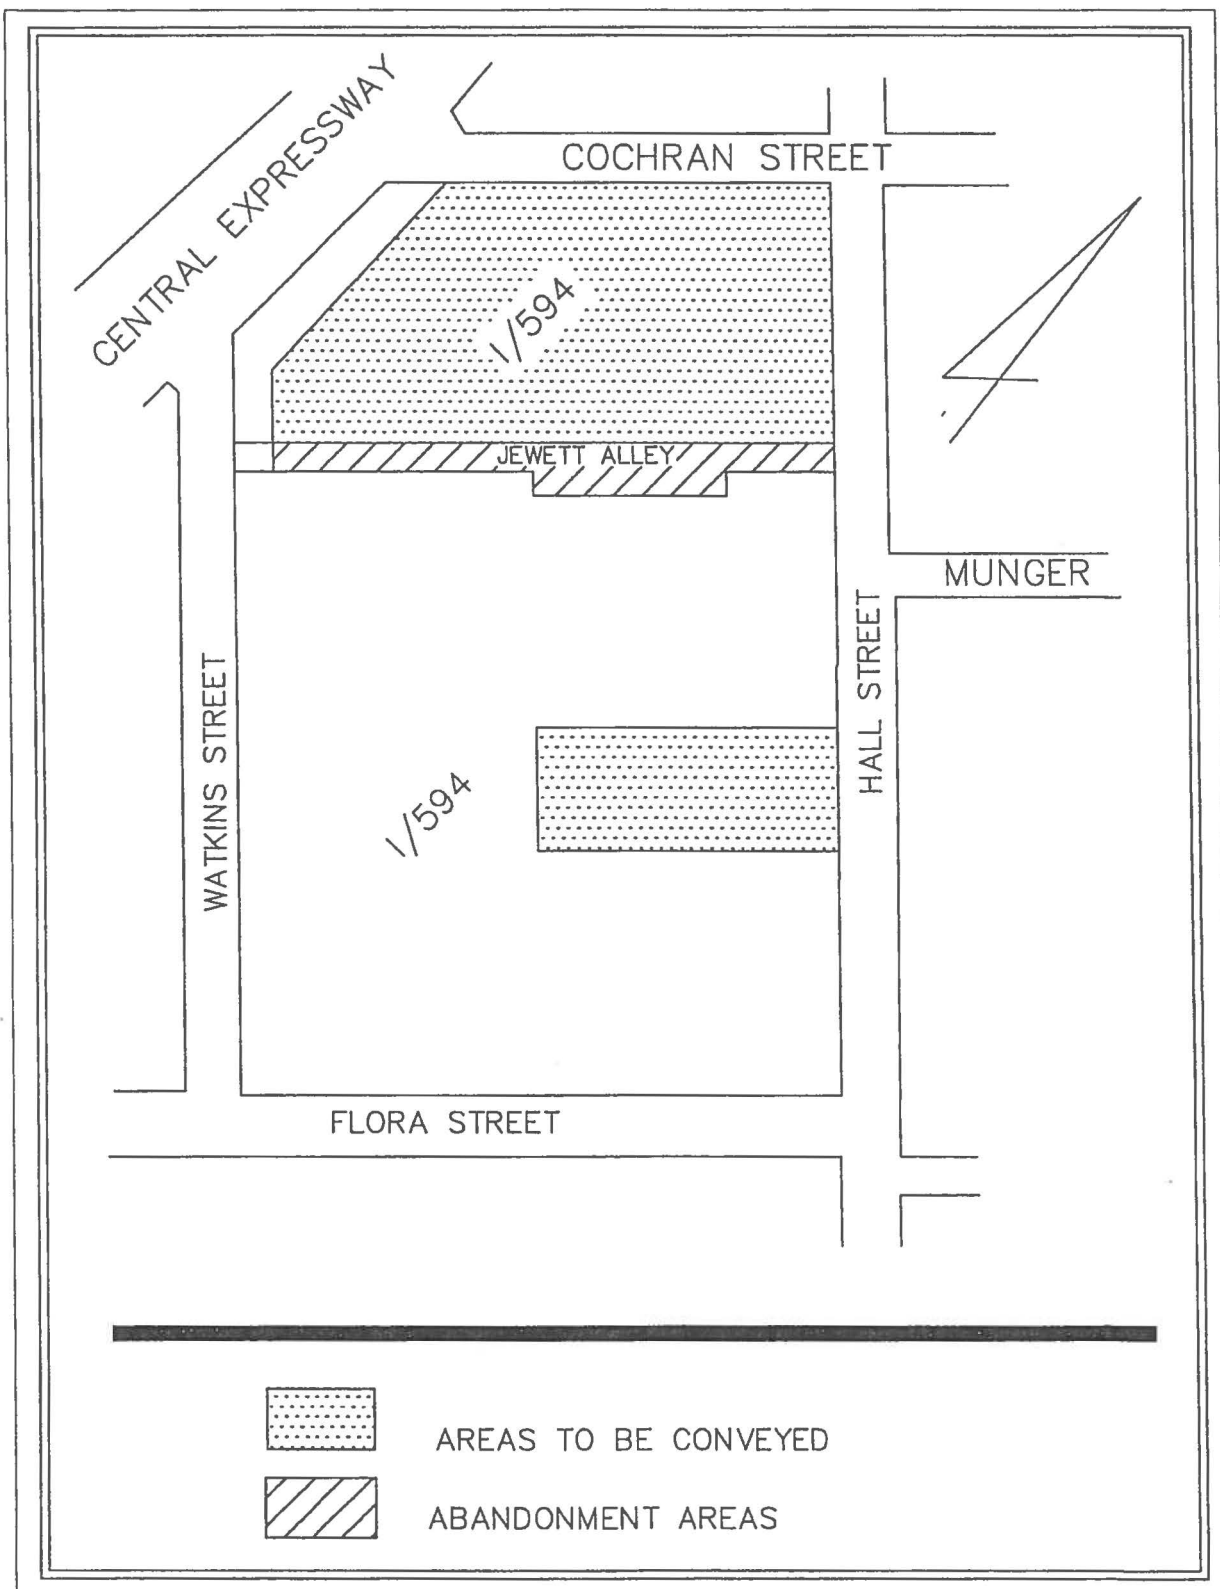 CENTRAL EXPRESSWAY
COCHRAN STREET
1/594
JEWETT ALLEY
MUNGER
HALL STREET
WATKINS STREET
1/594
FLORA STREET
AREAS TO BE CONVEYED
ABANDONMENT AREAS